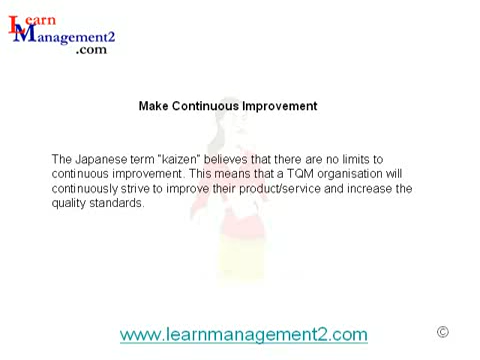 Learn
Management2
.com
Make Continuous Improvement
The Japanese term "kaizen" believes that there are no limits to
continuous improvement. This means that a TQM organisation will
continuously strive to improve their product/service and increase the
quality standards.
www.learnmanagement2.com
©